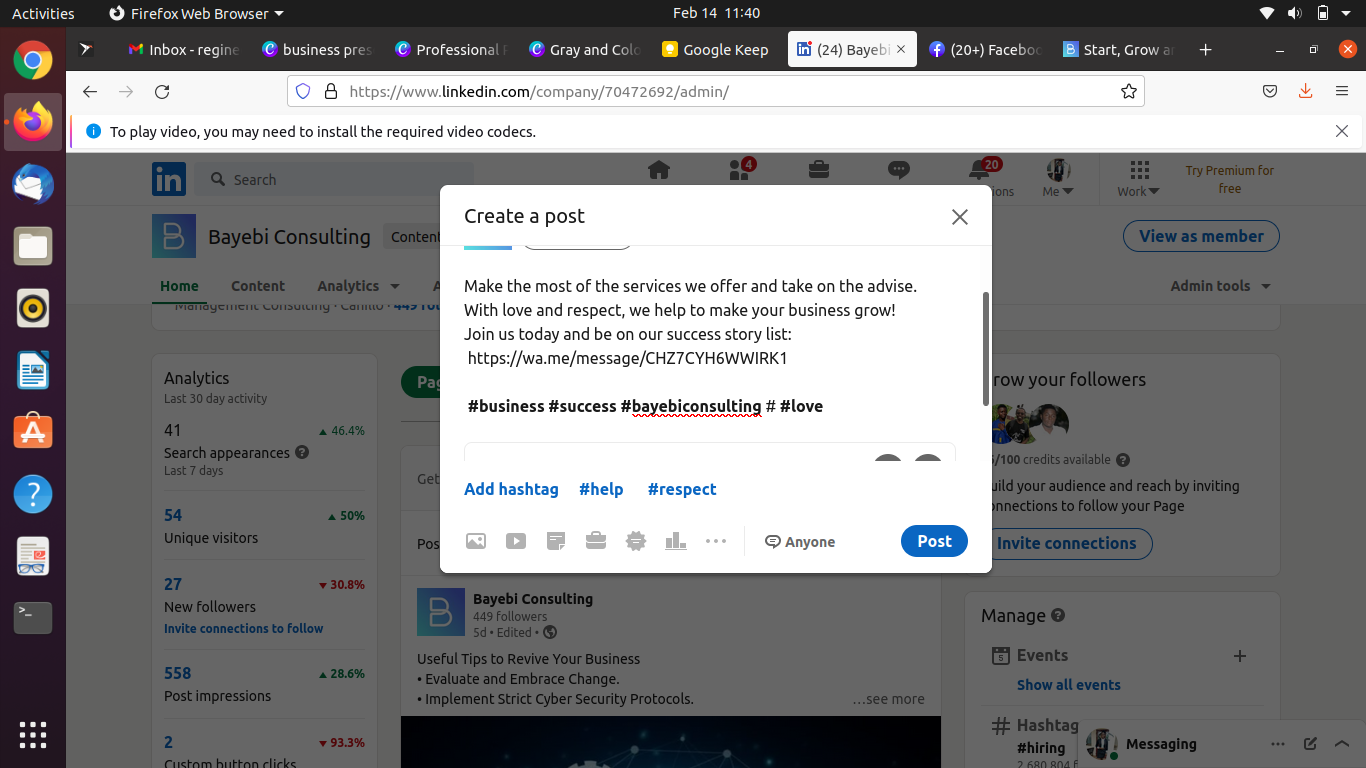 Activities
Firefox Web Browser
Feb 14 11:40
Inbox - regine
business pres
Professional
Gray and Colo
Google Keep
(24) Bayebi
(20+) Facebo
Start, Grow a
https://www.linkedin.com/company/70472692/admin/
To play video, you may need to install the required video codecs.
in
Search
4
20
ons
Me
Work
Try Premium for
free
Bayebi Consulting
Content
View as member
Home
Content
Analytics
Admin tools
Create a post
Make the most of the services we offer and take on the advise.
With love and respect, we help to make your business grow!
Join us today and be on our success story list:
https://wa.me/message/CHZ7CYH6WWIRK1
#business #success #bayebiconsulting # #love
Add hashtag #help #respect
Anyone
Post
Analytics
Last 30 day activity
41
46.4%
Search appearances
Last 7 days
54
50%
Unique visitors
27
30.8%
New followers
Invite connections to follow
558
28.6%
Post impressions
2
93.3%
Custom button clicks
Pag
Get
Pos
Bayebi Consulting
449 followers
5d • Edited •
Useful Tips to Revive Your Business
• Evaluate and Embrace Change.
• Implement Strict Cyber Security Protocols.
…see more
row your followers
/100 credits available
uild your audience and reach by inviting
onnections to follow your Page
Invite connections
Manage
Events
Show all events
Hashtag
#hiring
Messaging